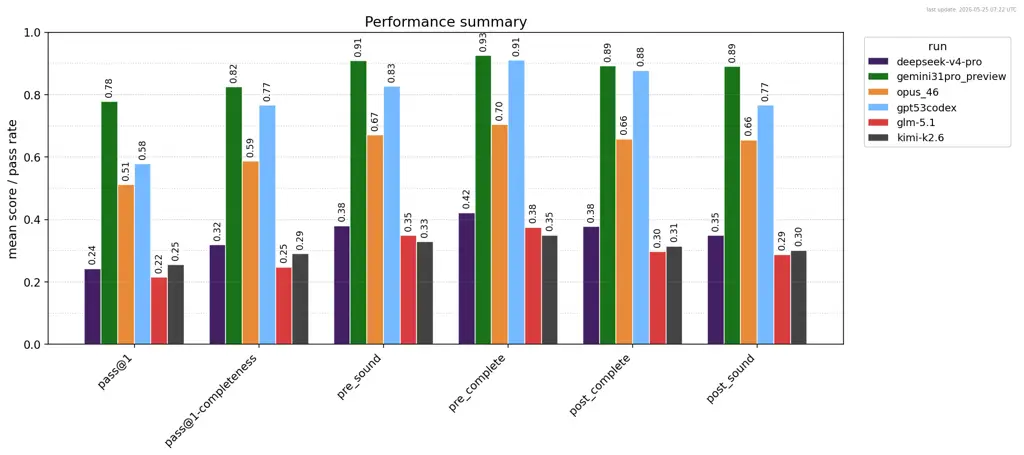 last update: 2026-05-25 07:22 UTC
Performance summary
run
deepseek-v4-pro
gemini31pro_preview
opus_46
gpt53codex
glm-5.1
kimi-k2.6
mean score / pass rate
1.0
0.8
0.6
0.4
0.2
0.0
0.24
0.78
0.51
0.58
0.22
0.25
0.32
0.82
0.59
0.77
0.25
0.29
0.38
0.91
0.67
0.83
0.35
0.33
0.42
0.93
0.70
0.91
0.38
0.35
0.38
0.89
0.66
0.88
0.30
0.31
0.35
0.89
0.66
0.77
0.29
0.30
pass@1
pass@1-completeness
pre_sound
pre_complete
post_complete
post_sound